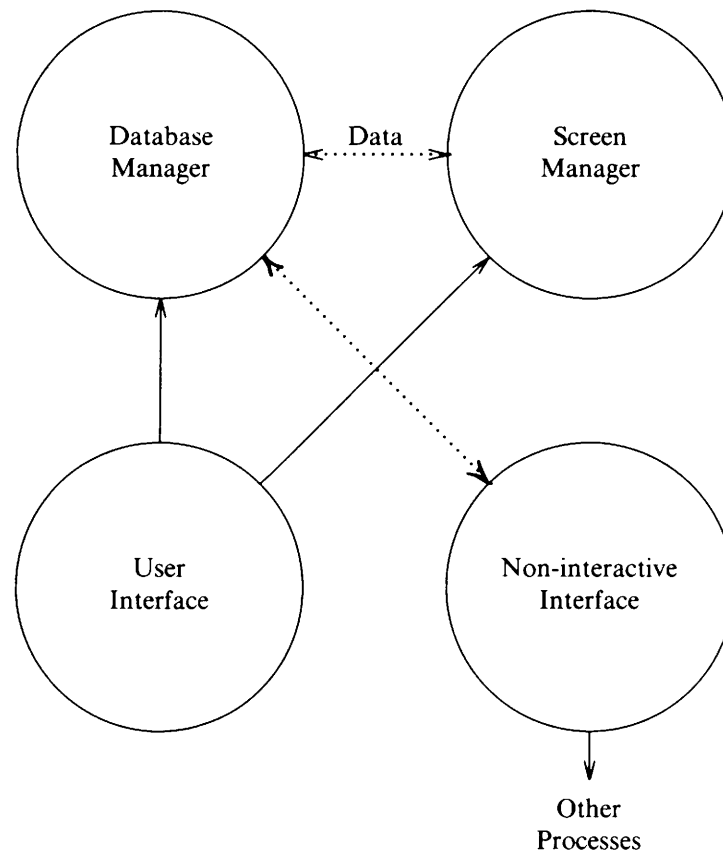 Database
Manager
Data
Screen
Manager
User
Interface
Non-interactive
Interface
Other
Processes